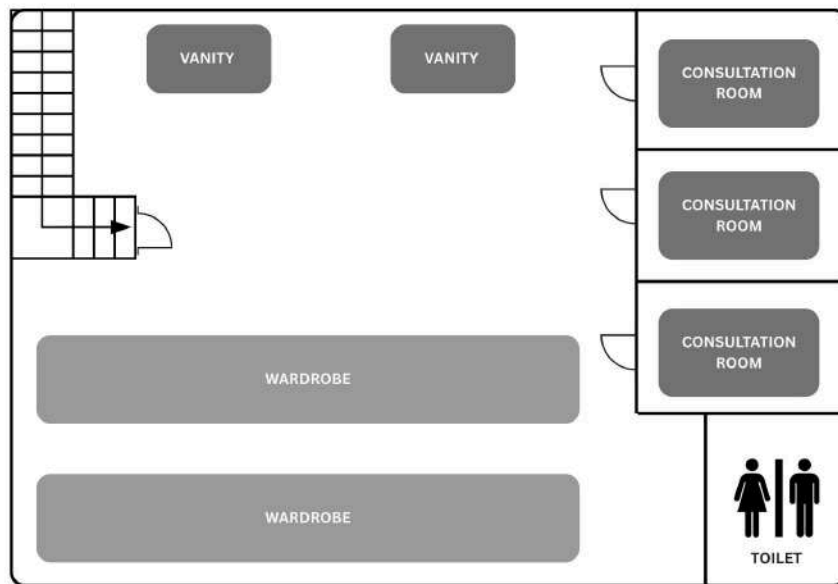 VANITY
VANITY
CONSULTATION
ROOM
CONSULTATION
ROOM
CONSULTATION
ROOM
WARDROBE
WARDROBE
TOILET